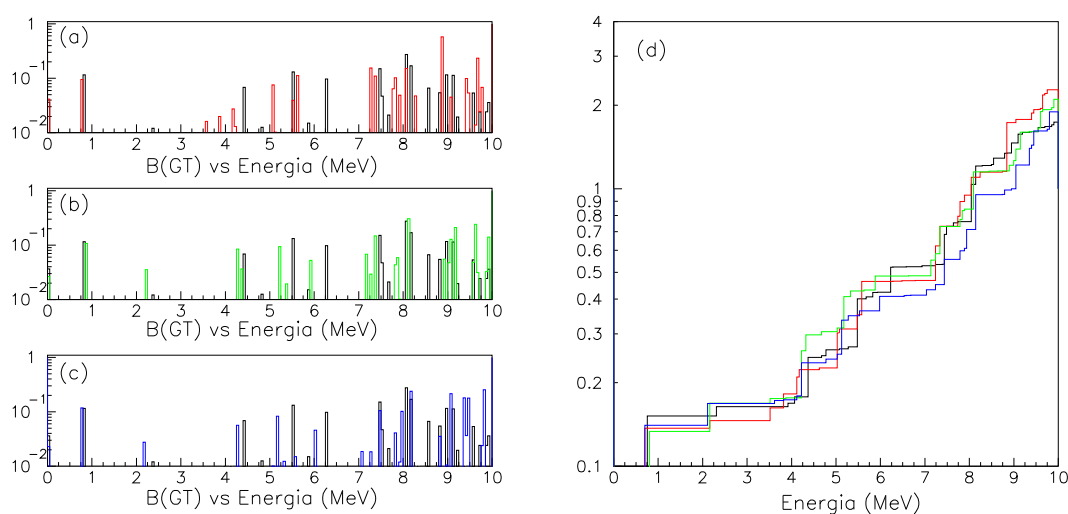 (a)
1
10⁻¹
10⁻²
0 1 2 3 4 5 6 7 8 9 10
B(GT) vs Energia (MeV)
(b)
1
10⁻¹
10⁻²
0 1 2 3 4 5 6 7 8 9 10
B(GT) vs Energia (MeV)
(c)
1
10⁻¹
10⁻²
0 1 2 3 4 5 6 7 8 9 10
B(GT) vs Energia (MeV)
(d)
4
3
2
1
0.9
0.8
0.7
0.6
0.5
0.4
0.3
0.2
0.1
0 1 2 3 4 5 6 7 8 9 10
Energia (MeV)